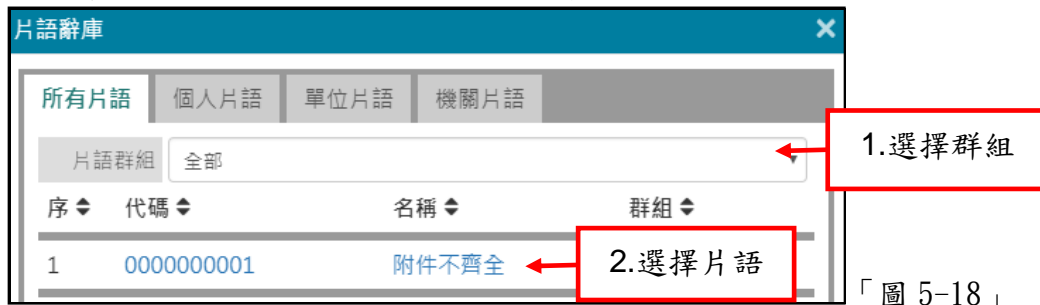 片語辭庫 ×
所有片語 個人片語 單位片語 機關片語
片語群組 全部
1.選擇群組
序 代碼 名稱 群組
1 0000000001 附件不齊全
2.選擇片語
「圖 5-18」